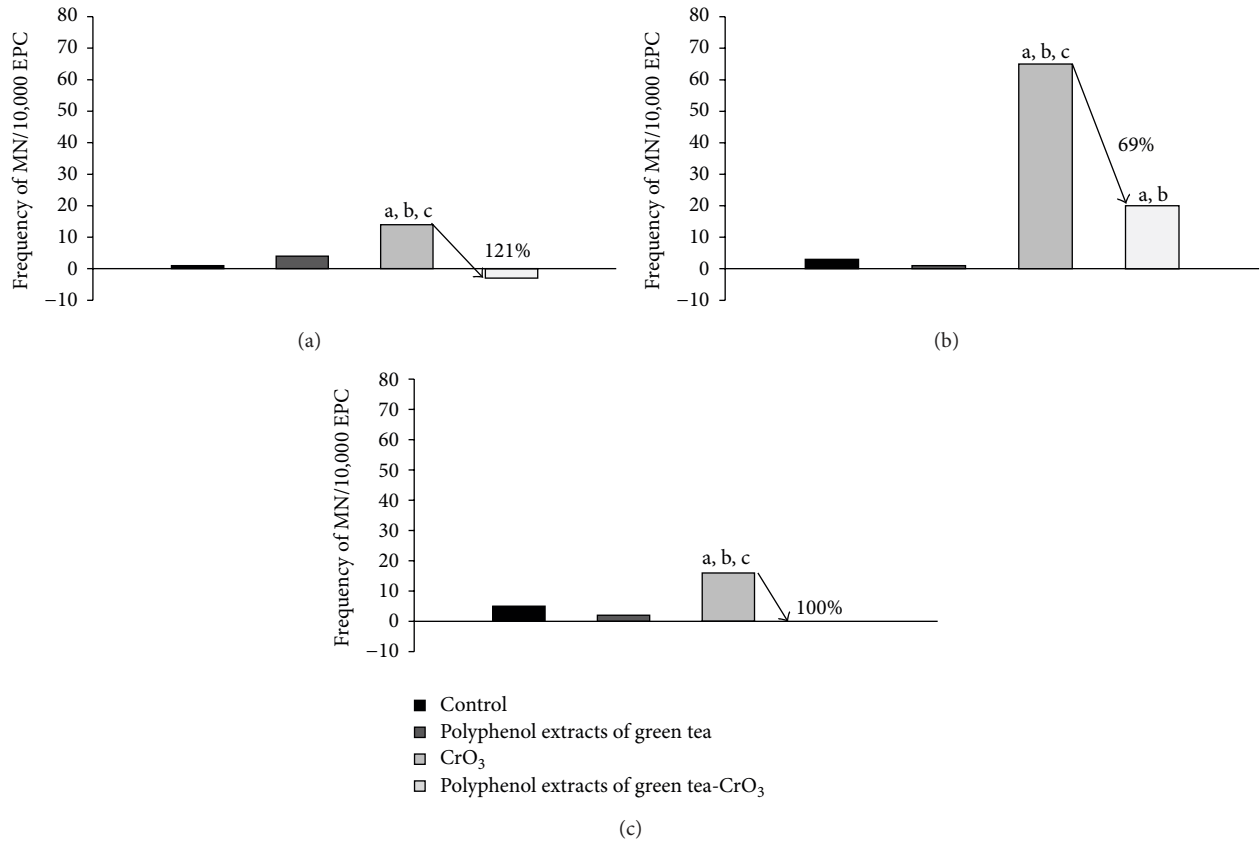 Frequency of MN/10,000 EPC
80
70
60
50
40
30
20
10
0
−10
a, b, c
121%
(a)
Frequency of MN/10,000 EPC
80
70
60
50
40
30
20
10
0
−10
a, b, c
69%
a, b
(b)
Frequency of MN/10,000 EPC
80
70
60
50
40
30
20
10
0
−10
a, b, c
100%
Control
Polyphenol extracts of green tea
CrO₃
Polyphenol extracts of green tea-CrO₃
(c)